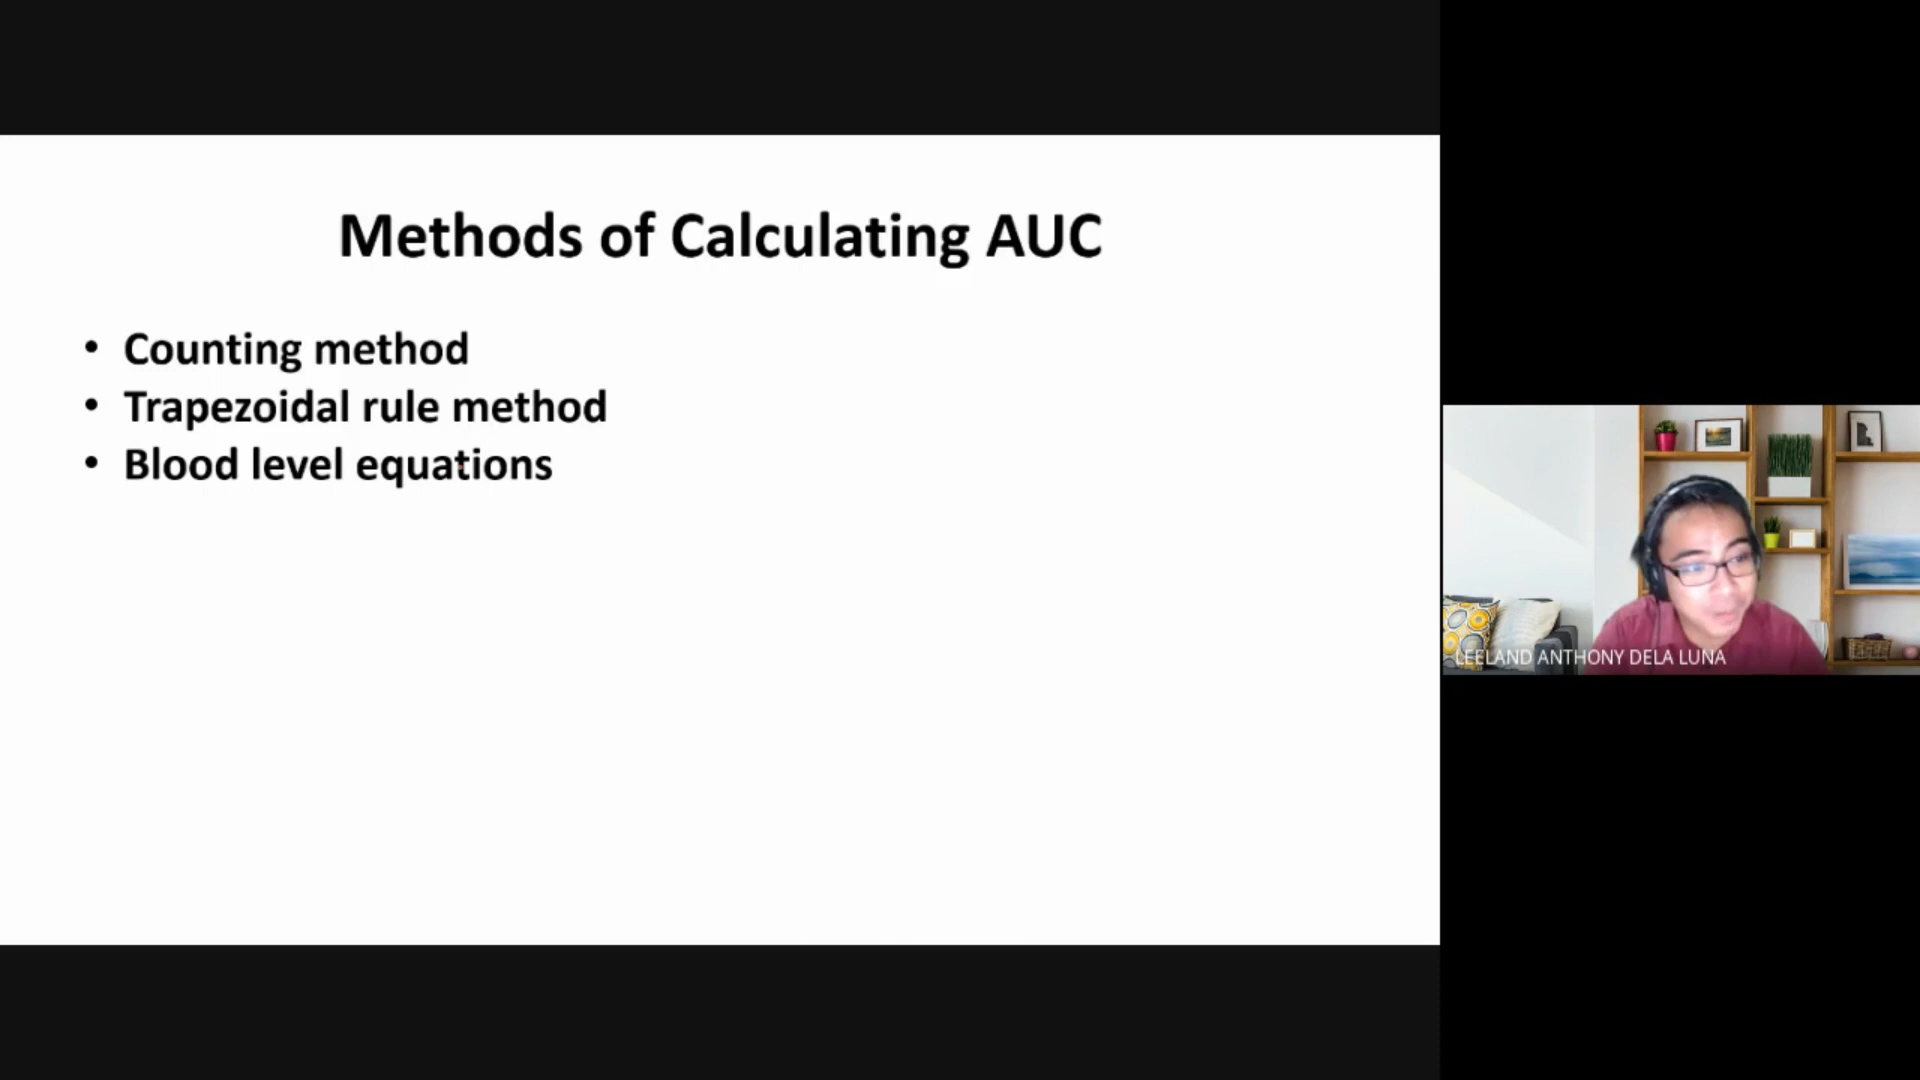 Methods of Calculating AUC
• Counting method
• Trapezoidal rule method
• Blood level equations
LEELAND ANTHONY DELA LUNA